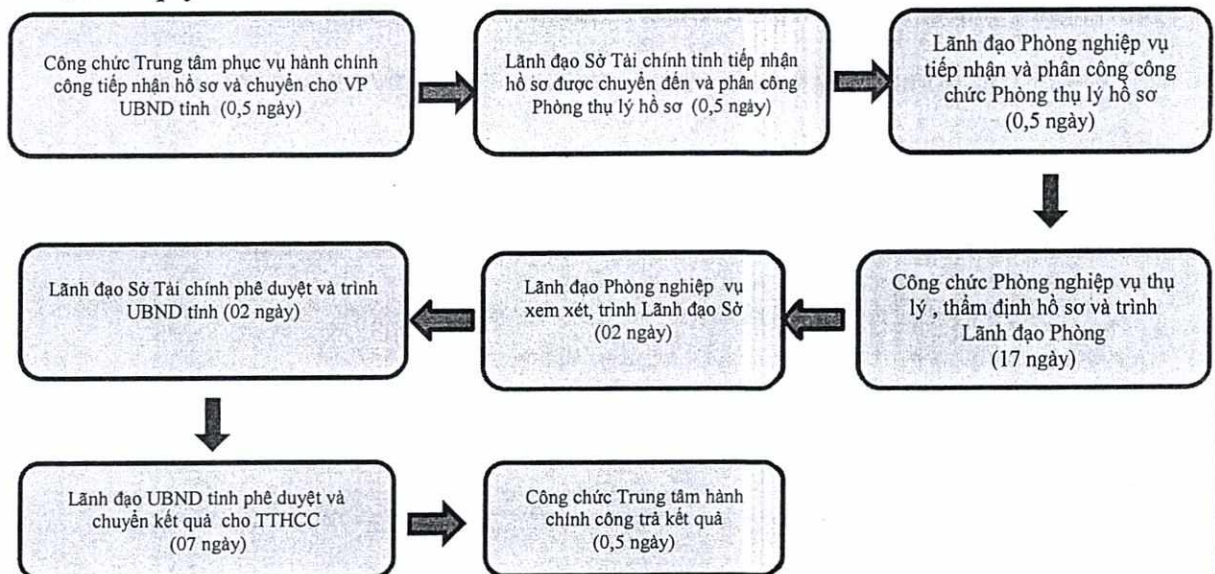 Công chức Trung tâm phục vụ hành chính
công tiếp nhận hồ sơ và chuyển cho VP
UBND tỉnh (0,5 ngày)
Lãnh đạo Sở Tài chính tỉnh tiếp nhận
hồ sơ được chuyển đến và phân công
Phòng thụ lý hồ sơ (0,5 ngày)
Lãnh đạo Phòng nghiệp vụ
tiếp nhận và phân công công
chức Phòng thụ lý hồ sơ
(0,5 ngày)
Công chức Phòng nghiệp vụ thụ
lý , thẩm định hồ sơ và trình
Lãnh đạo Phòng
(17 ngày)
Lãnh đạo Phòng nghiệp vụ
xem xét, trình Lãnh đạo Sở
(02 ngày)
Lãnh đạo Sở Tài chính phê duyệt và trình
UBND tỉnh (02 ngày)
Lãnh đạo UBND tỉnh phê duyệt và
chuyển kết quả cho TTHCC
(07 ngày)
Công chức Trung tâm hành
chính công trả kết quả
(0,5 ngày)